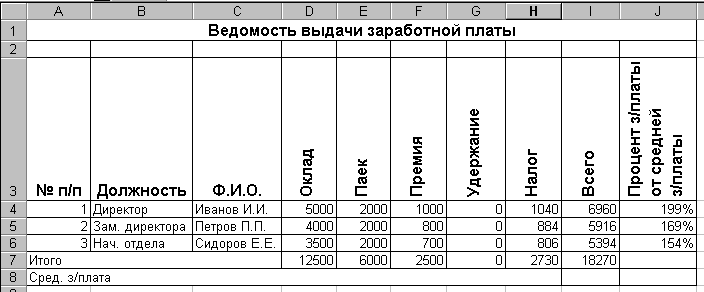 A B C D E F G H I J
1 Ведомость выдачи заработной платы
2
3 № п/п Должность Ф.И.О. Оклад Паек Премия Удержание Налог Всего Процент з/платы от средней з/платы
4 1 Директор Иванов И.И. 5000 2000 1000 0 1040 6960 199%
5 2 Зам. директора Петров П.П. 4000 2000 800 0 884 5916 169%
6 3 Нач. отдела Сидоров Е.Е. 3500 2000 700 0 806 5394 154%
7 Итого 12500 6000 2500 0 2730 18270
8 Сред. з/плата